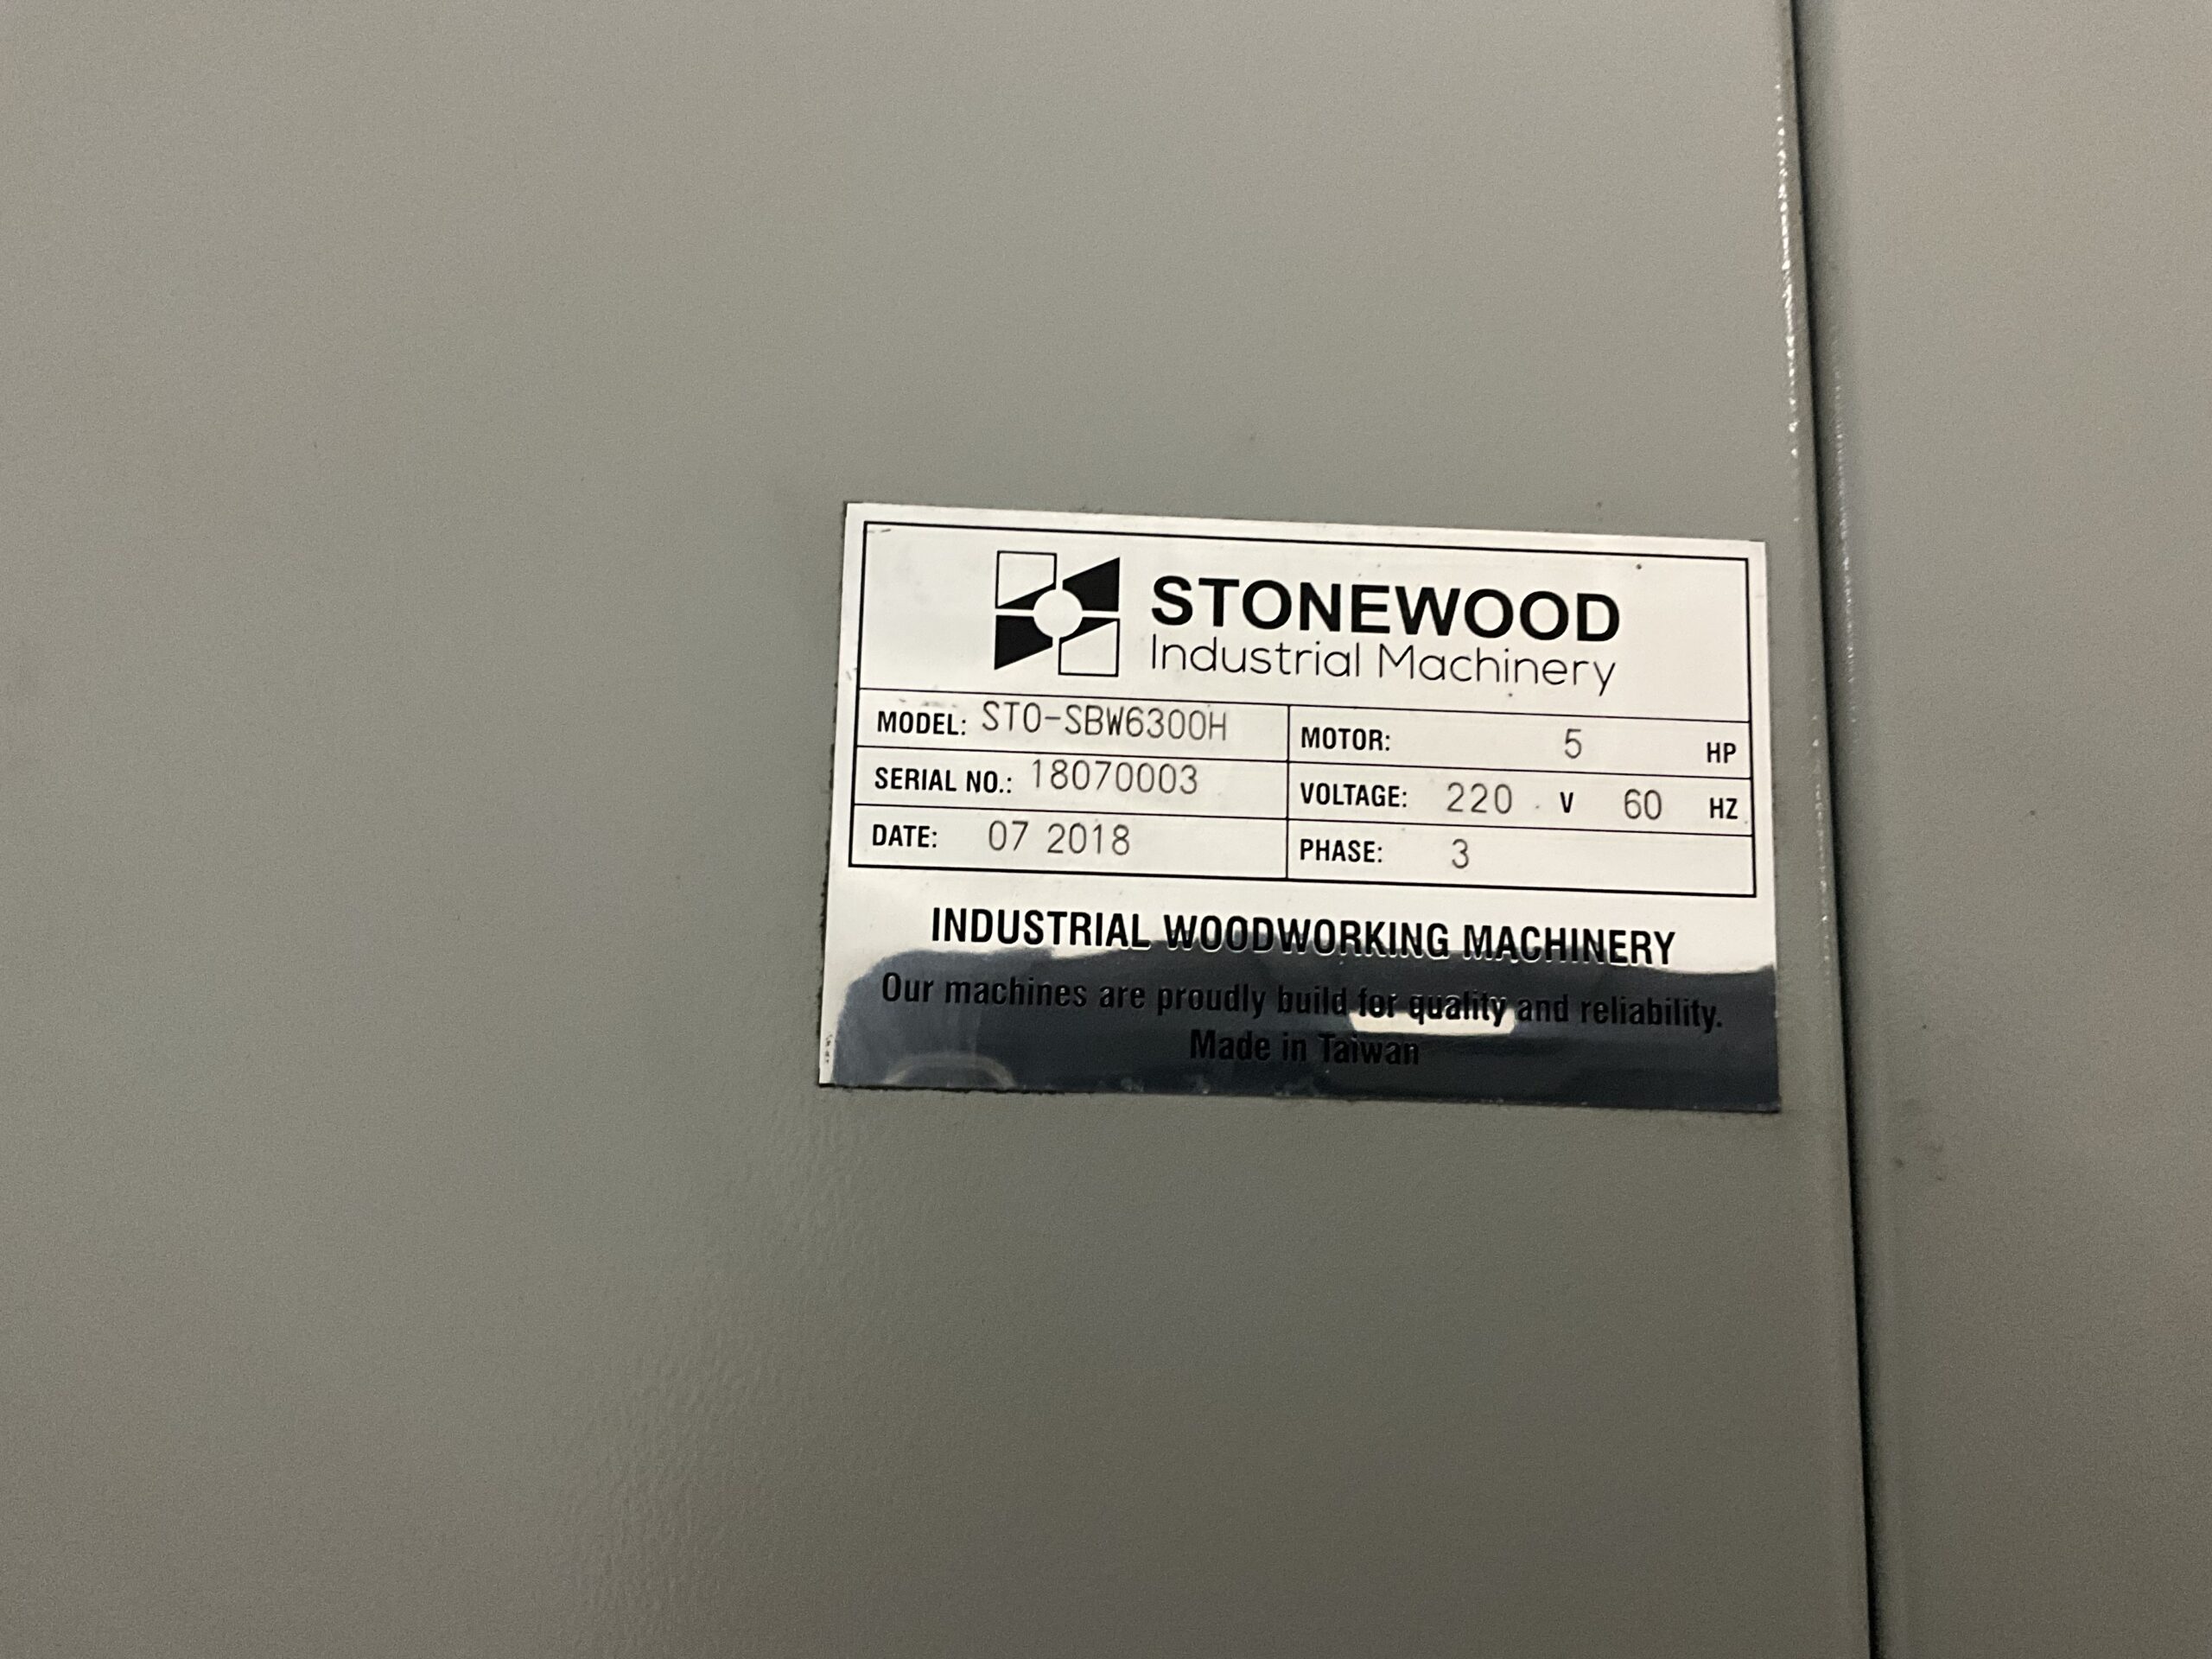 STONEWOOD
Industrial Machinery
MODEL: STO-SBW6300H MOTOR: 5 HP
SERIAL NO.: 18070003 VOLTAGE: 220 V 60 HZ
DATE: 07 2018 PHASE: 3
INDUSTRIAL WOODWORKING MACHINERY
Our machines are proudly build for quality and reliability.
Made in Taiwan